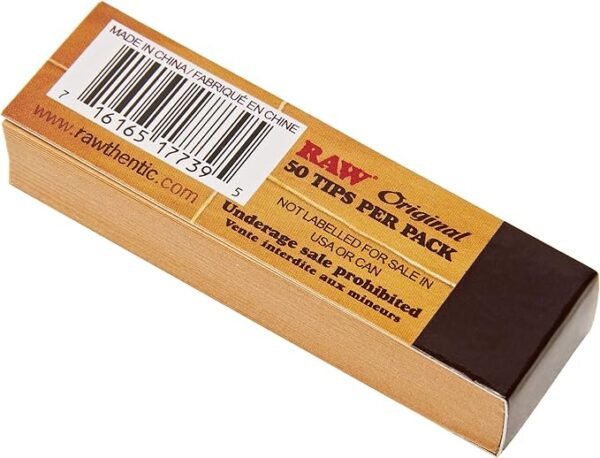 MADE IN CHINA / FABRIQUÉ EN CHINE
7 16165 17739 5
www.rawthentic.com
RAW® Original
50 TIPS PER PACK
NOT LABELLED FOR SALE IN
USA OR CAN
Underage sale prohibited
Vente interdite aux mineurs